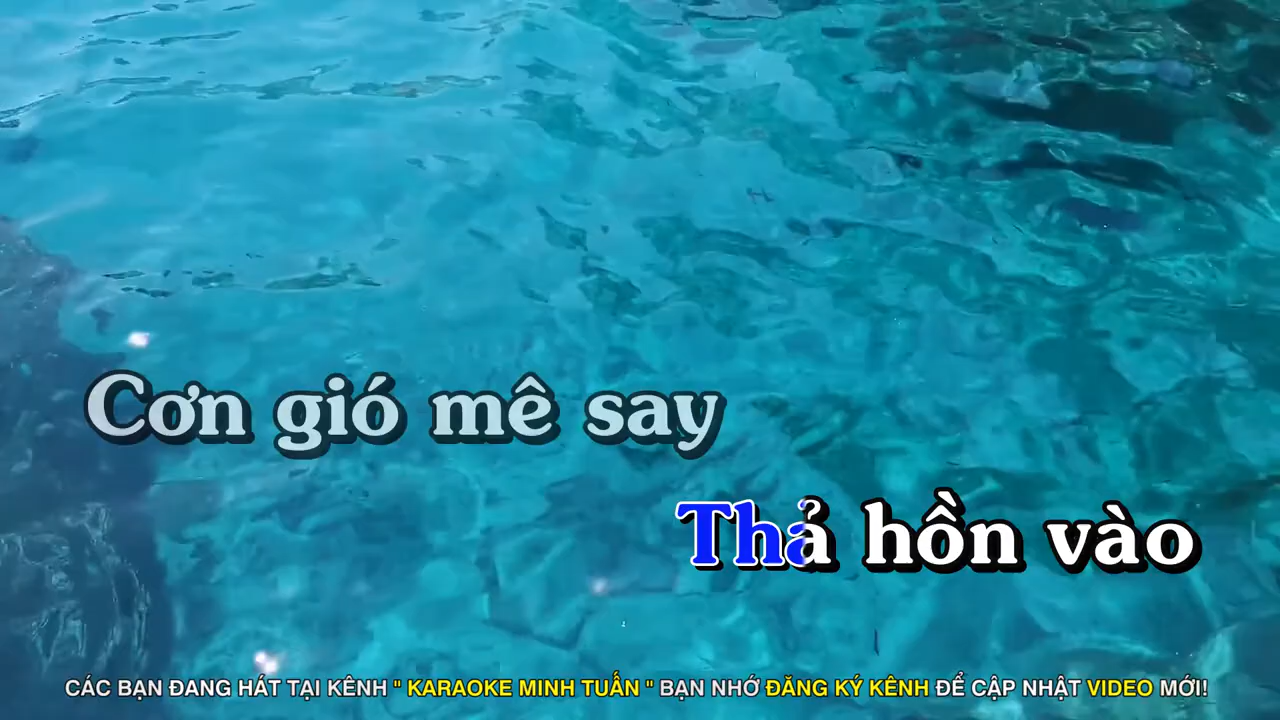 Cơn gió mê say
Thả hồn vào
CÁC BẠN ĐANG HÁT TẠI KÊNH " KARAOKE MINH TUẤN " BẠN NHỚ ĐĂNG KÝ KÊNH ĐỂ CẬP NHẬT VIDEO MỚI!